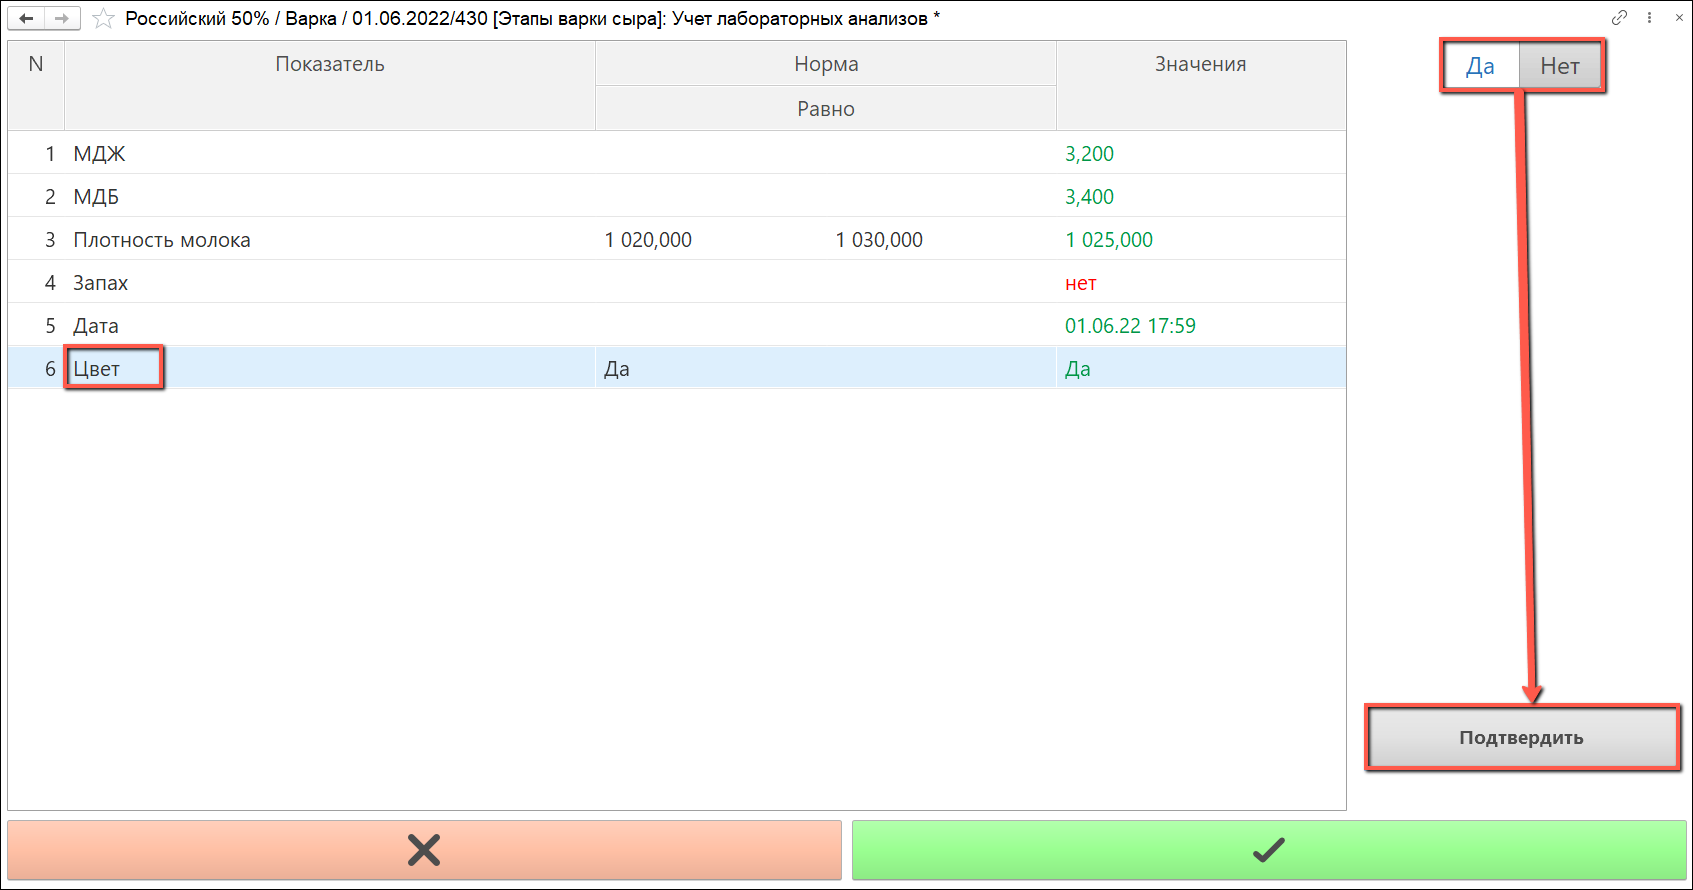 Российский 50% / Варка / 01.06.2022/430 [Этапы варки сыра]: Учет лабораторных анализов *
N Показатель Норма Значения
Равно
1 МДЖ 3,200
2 МДБ 3,400
3 Плотность молока 1 020,000 1 030,000 1 025,000
4 Запах нет
5 Дата 01.06.22 17:59
6 Цвет Да Да
Да Нет
Подтвердить